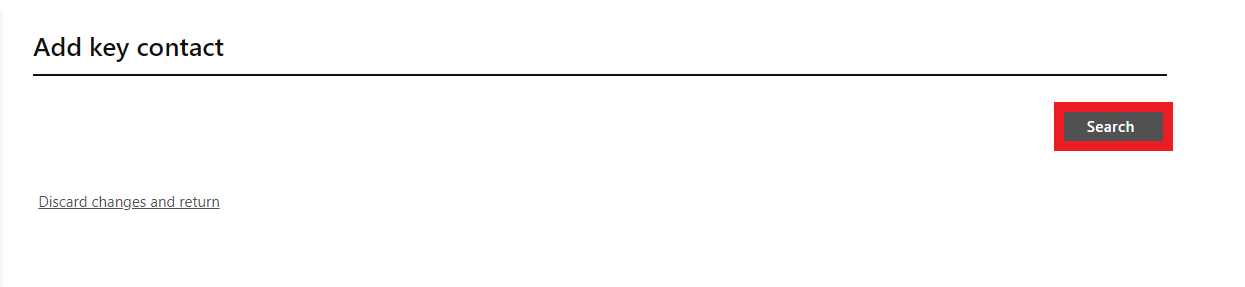 Add key contact
Search
Discard changes and return